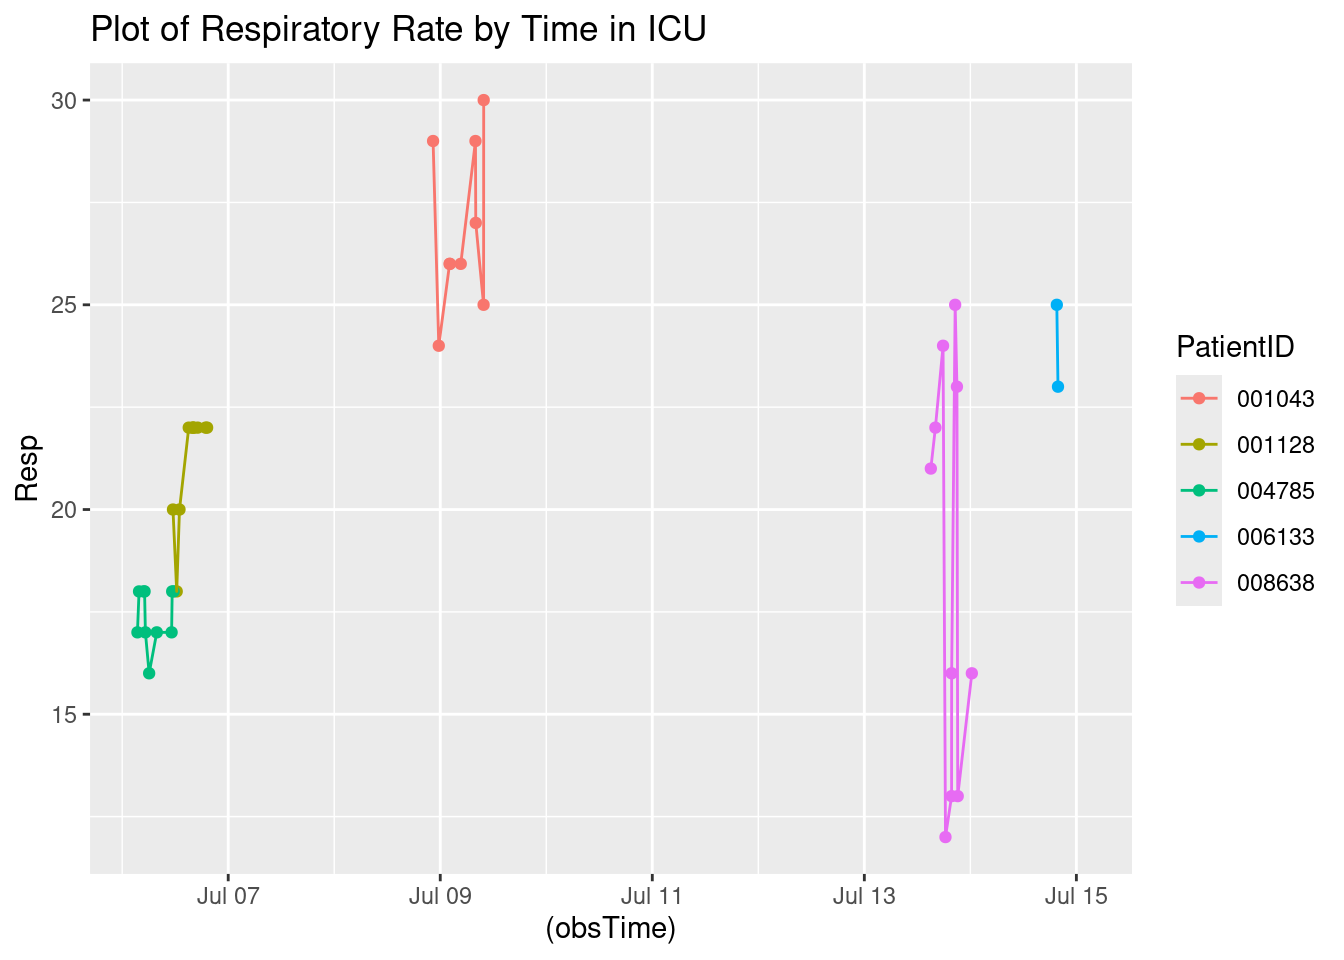 Plot of Respiratory Rate by Time in ICU
30
25
20
15
Resp
Jul 07 Jul 09 Jul 11 Jul 13 Jul 15
(obsTime)
PatientID
001043
001128
004785
006133
008638